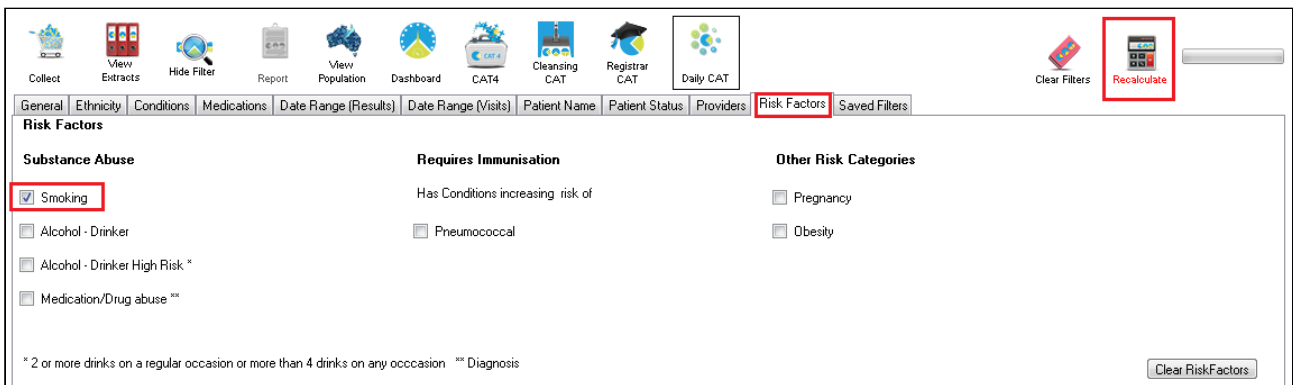 Collect
View Extracts
Hide Filter
Report
View Population
Dashboard
CAT 4
CAT4
Cleansing CAT
Registrar CAT
Daily CAT
Clear Filters
Recalculate
General Ethnicity Conditions Medications Date Range (Results) Date Range (Visits) Patient Name Patient Status Providers Risk Factors Saved Filters
Risk Factors
Substance Abuse Requires Immunisation Other Risk Categories
Smoking Has Conditions increasing risk of Pregnancy
Alcohol - Drinker Pneumococcal Obesity
Alcohol - Drinker High Risk *
Medication/Drug abuse **
* 2 or more drinks on a regular occasion or more than 4 drinks on any occcasion ** Diagnosis
Clear RiskFactors